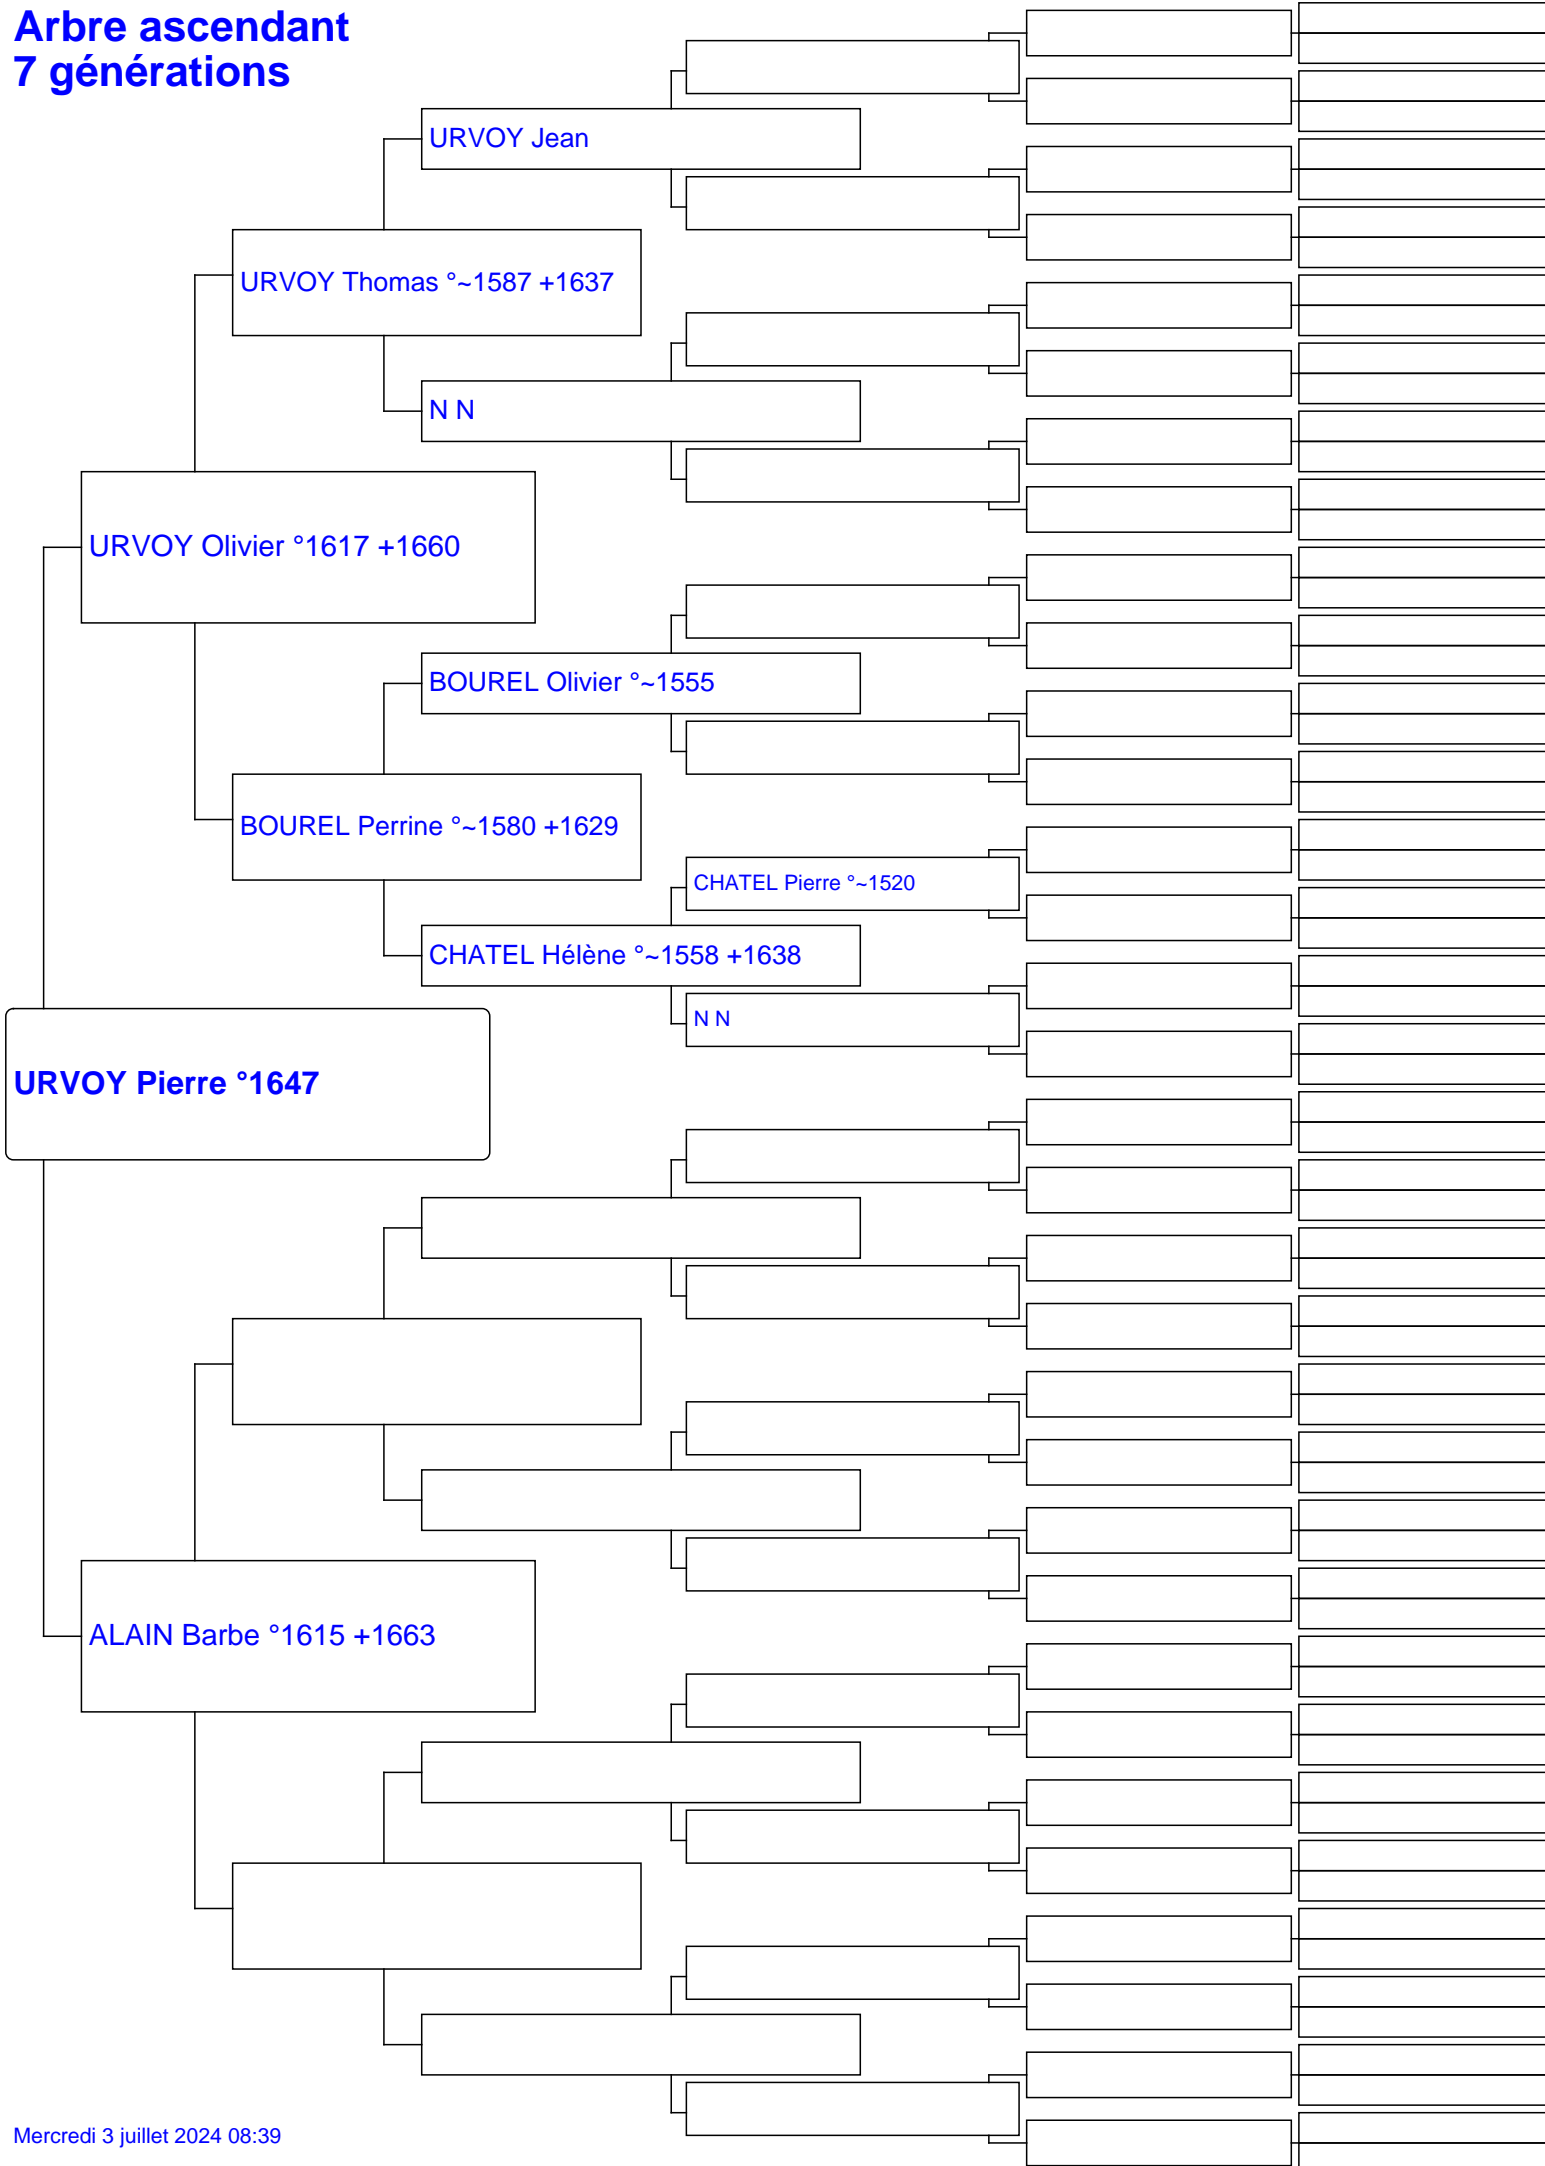 Arbre ascendant
7 générations
URVOY Jean
URVOY Thomas °~1587 +1637
N N
URVOY Olivier °1617 +1660
BOUREL Olivier °~1555
BOUREL Perrine °~1580 +1629
CHATEL Pierre °~1520
CHATEL Hélène °~1558 +1638
N N
URVOY Pierre °1647
ALAIN Barbe °1615 +1663
Mercredi 3 juillet 2024 08:39